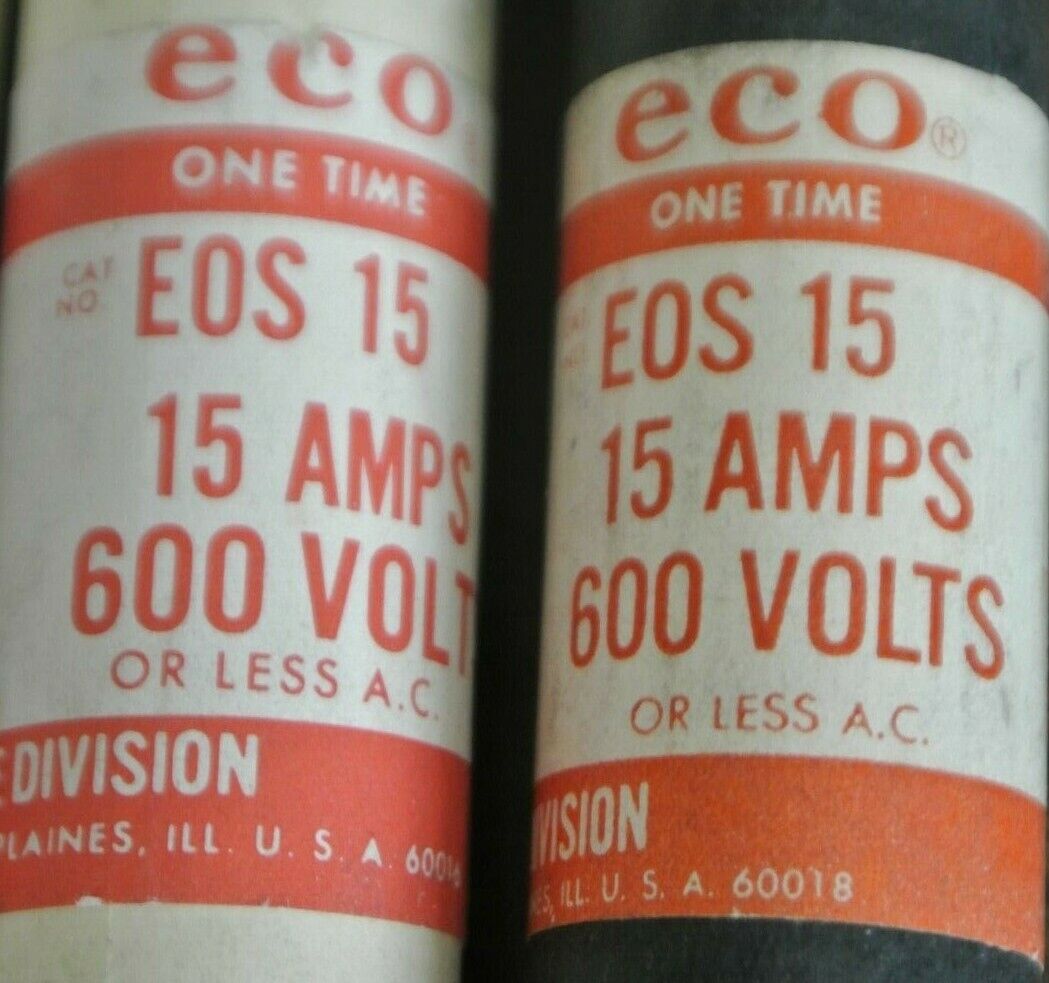 eco
ONE TIME
CAT
NO.
EOS 15
15 AMPS
600 VOLT
OR LESS A.C.
DIVISION
PLAINES, ILL. U. S. A.
eco®
ONE TIME
EOS 15
15 AMPS
600 VOLTS
OR LESS A.C.
VISION
ES, ILL. U. S. A. 60018